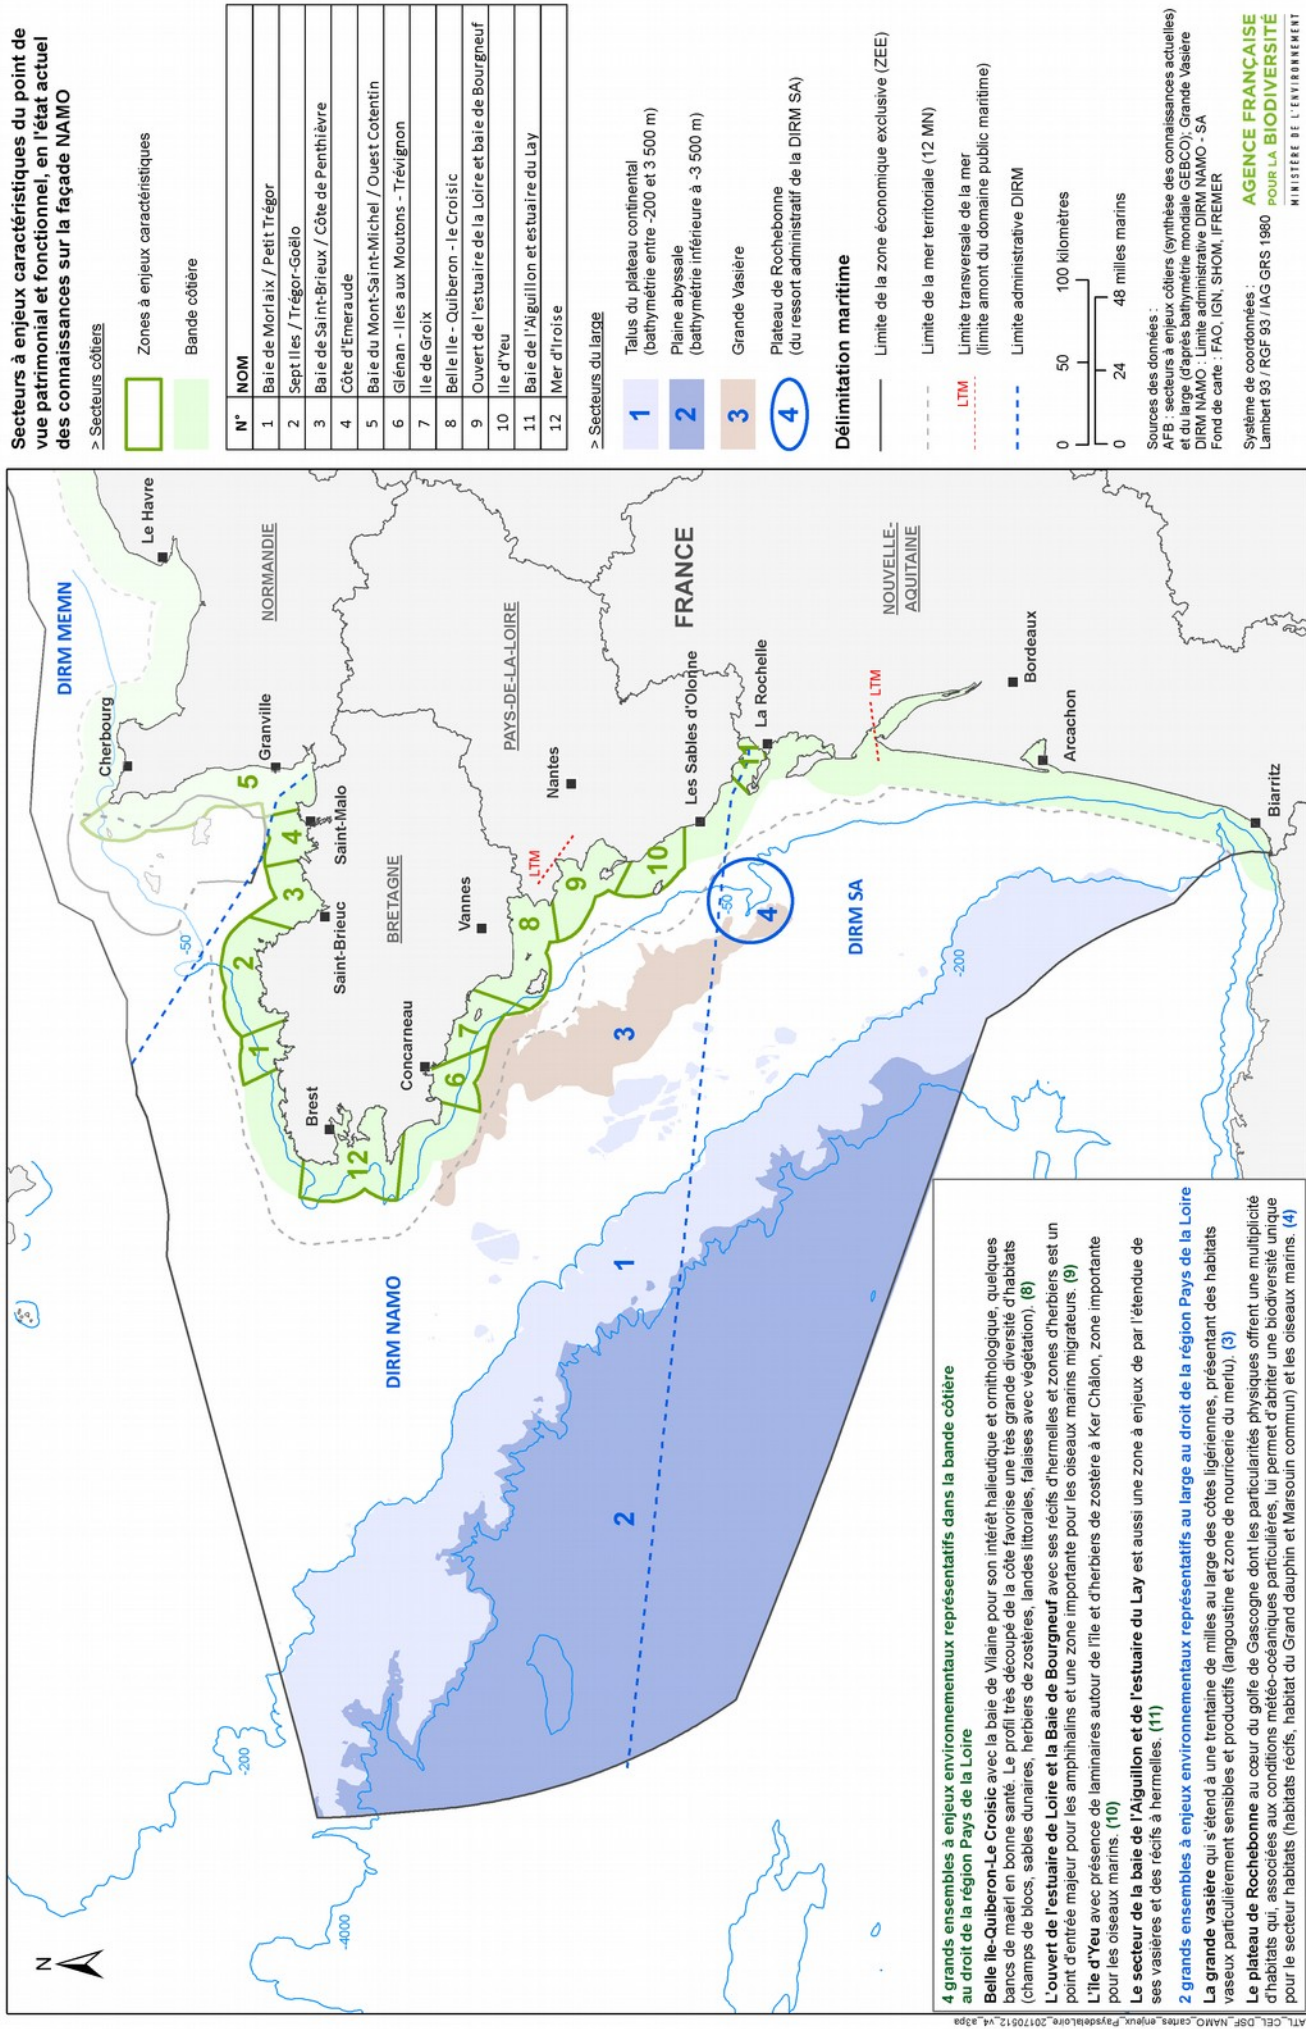 Secteurs à enjeux caractéristiques du point de
vue patrimonial et fonctionnel, en l'état actuel
des connaissances sur la façade NAMO
> Secteurs côtiers
Zones à enjeux caractéristiques
Bande côtière
N° NOM
1 Baie de Morlaix / Petit Trégor
2 Sept Iles / Trégor-Goëlo
3 Baie de Saint-Brieux / Côte de Penthièvre
4 Côte d'Emeraude
5 Baie du Mont-Saint-Michel / Ouest Cotentin
6 Glénan - Iles aux Moutons - Trévignon
7 Ile de Groix
8 Belle Ile - Quiberon - le Croisic
9 Ouvert de l'estuaire de la Loire et baie de Bourgneuf
10 Ile d'Yeu
11 Baie de l'Aiguillon et estuaire du Lay
12 Mer d'Iroise
> Secteurs du large
1 Talus du plateau continental
(bathymétrie entre -200 et 3 500 m)
2 Plaine abyssale
(bathymétrie inférieure à -3 500 m)
3 Grande Vasière
4 Plateau de Rochebonne
(du ressort administratif de la DIRM SA)
Délimitation maritime
Limite de la zone économique exclusive (ZEE)
Limite de la mer territoriale (12 MN)
LTM Limite transversale de la mer
(limite amont du domaine public maritime)
Limite administrative DIRM
0 50 100 kilomètres
0 24 48 milles marins
Sources des données :
AFB : secteurs à enjeux côtiers (synthèse des connaissances actuelles)
et du large (d'après bathymétrie mondiale GEBCO); Grande Vasière
DIRM NAMO : Limite administrative DIRM NAMO - SA
Fond de carte : FAO, IGN, SHOM, IFREMER
Système de coordonnées :
Lambert 93 / RGF 93 / IAG GRS 1980
AGENCE FRANÇAISE
POUR LA BIODIVERSITÉ
MINISTÈRE DE L'ENVIRONNEMENT
N
DIRM MEMN
Le Havre
Cherbourg
NORMANDIE
Granville
5
4
3
2
1
-50
Saint-Malo
Saint-Brieuc
BRETAGNE
Brest
12
Concarneau
6
7
Vannes
8
LTM
9
Nantes
PAYS-DE-LA-LOIRE
10
Les Sables d'Olonne
FRANCE
11
La Rochelle
-50
4
3
DIRM NAMO
DIRM SA
1
2
-200
-200
-4000
LTM
NOUVELLE-
AQUITAINE
Bordeaux
Arcachon
Biarritz
4 grands ensembles à enjeux environnementaux représentatifs dans la bande côtière
au droit de la région Pays de la Loire
Belle île-Quiberon-Le Croisic avec la baie de Vilaine pour son intérêt halieutique et ornithologique, quelques
bancs de maërl en bonne santé. Le profil très découpé de la côte favorise une très grande diversité d'habitats
(champs de blocs, sables dunaires, herbiers de zostères, landes littorales, falaises avec végétation). (8)
L'ouvert de l'estuaire de Loire et la Baie de Bourgneuf avec ses récifs d'hermelles et zones d'herbiers est un
point d'entrée majeur pour les amphihalins et une zone importante pour les oiseaux marins migrateurs. (9)
L'île d'Yeu avec présence de laminaires autour de l'île et d'herbiers de zostère à Ker Châlon, zone importante
pour les oiseaux marins. (10)
Le secteur de la baie de l'Aiguillon et de l'estuaire du Lay est aussi une zone à enjeux de par l'étendue de
ses vasières et des récifs à hermelles. (11)
2 grands ensembles à enjeux environnementaux représentatifs au large au droit de la région Pays de la Loire
La grande vasière qui s'étend à une trentaine de milles au large des côtes ligériennes, présentant des habitats
vaseux particulièrement sensibles et productifs (langoustine et zone de nourricerie du merlu). (3)
Le plateau de Rochebonne au cœur du golfe de Gascogne dont les particularités physiques offrent une multiplicité
d'habitats qui, associées aux conditions météo-océaniques particulières, lui permet d'abriter une biodiversité unique
pour le secteur habitats (habitats récifs, habitat du Grand dauphin et Marsouin commun) et les oiseaux marins. (4)
ATL_CEL_DSF_NAMO_cartes_enjeux_PaysdelaLoire_20170512_v4_a3pa